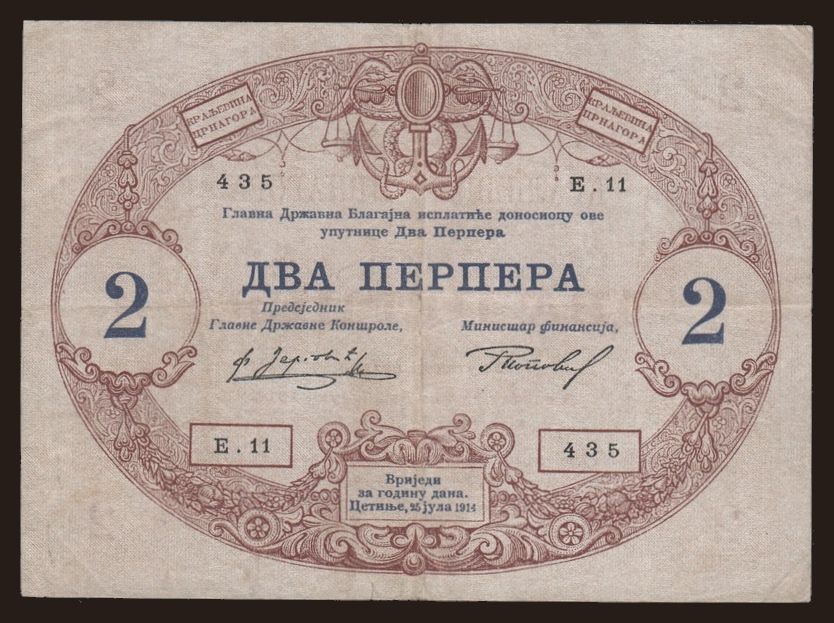 КРАЉЕВИНА
ЦРНАГОРА
КРАЉЕВИНА
ЦРНАГОРА
435
Е.11
Главна Државна Благајна исплатиће доносиоцу ове
упутнице Два Перпера
2
ДВА ПЕРПЕРА
2
Предсједник
Главне Државне Контроле,
Министар финансија,
Е.11
435
Вриједи
за годину дана.
Цетиње, 25 јула 1914